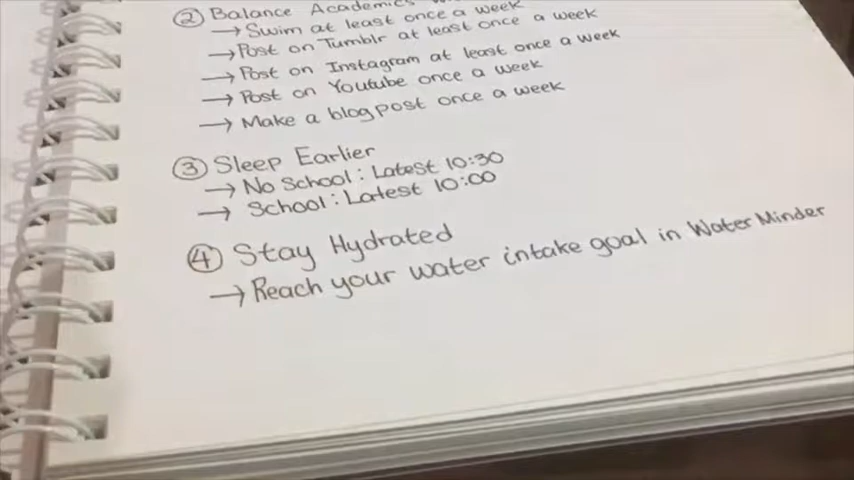 ② Balance Academics
→ Swim at least once a week
→ Post on Tumblr at least once a week
→ Post on Instagram at least once a week
→ Post on Youtube once a week
→ Make a blog post once a week
③ Sleep Earlier
→ No School: Latest 10:30
→ School: Latest 10:00
④ Stay Hydrated
→ Reach your water intake goal in WaterMinder